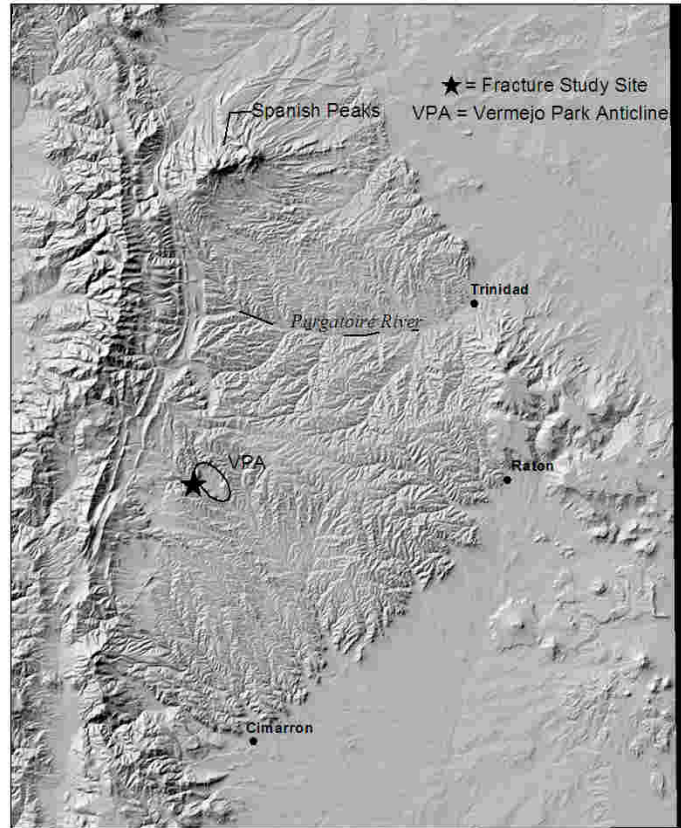 ★ = Fracture Study Site
Spanish Peaks
VPA = Vermejo Park Anticline
Trinidad
Purgatoire River
VPA
Raton
Cimarron